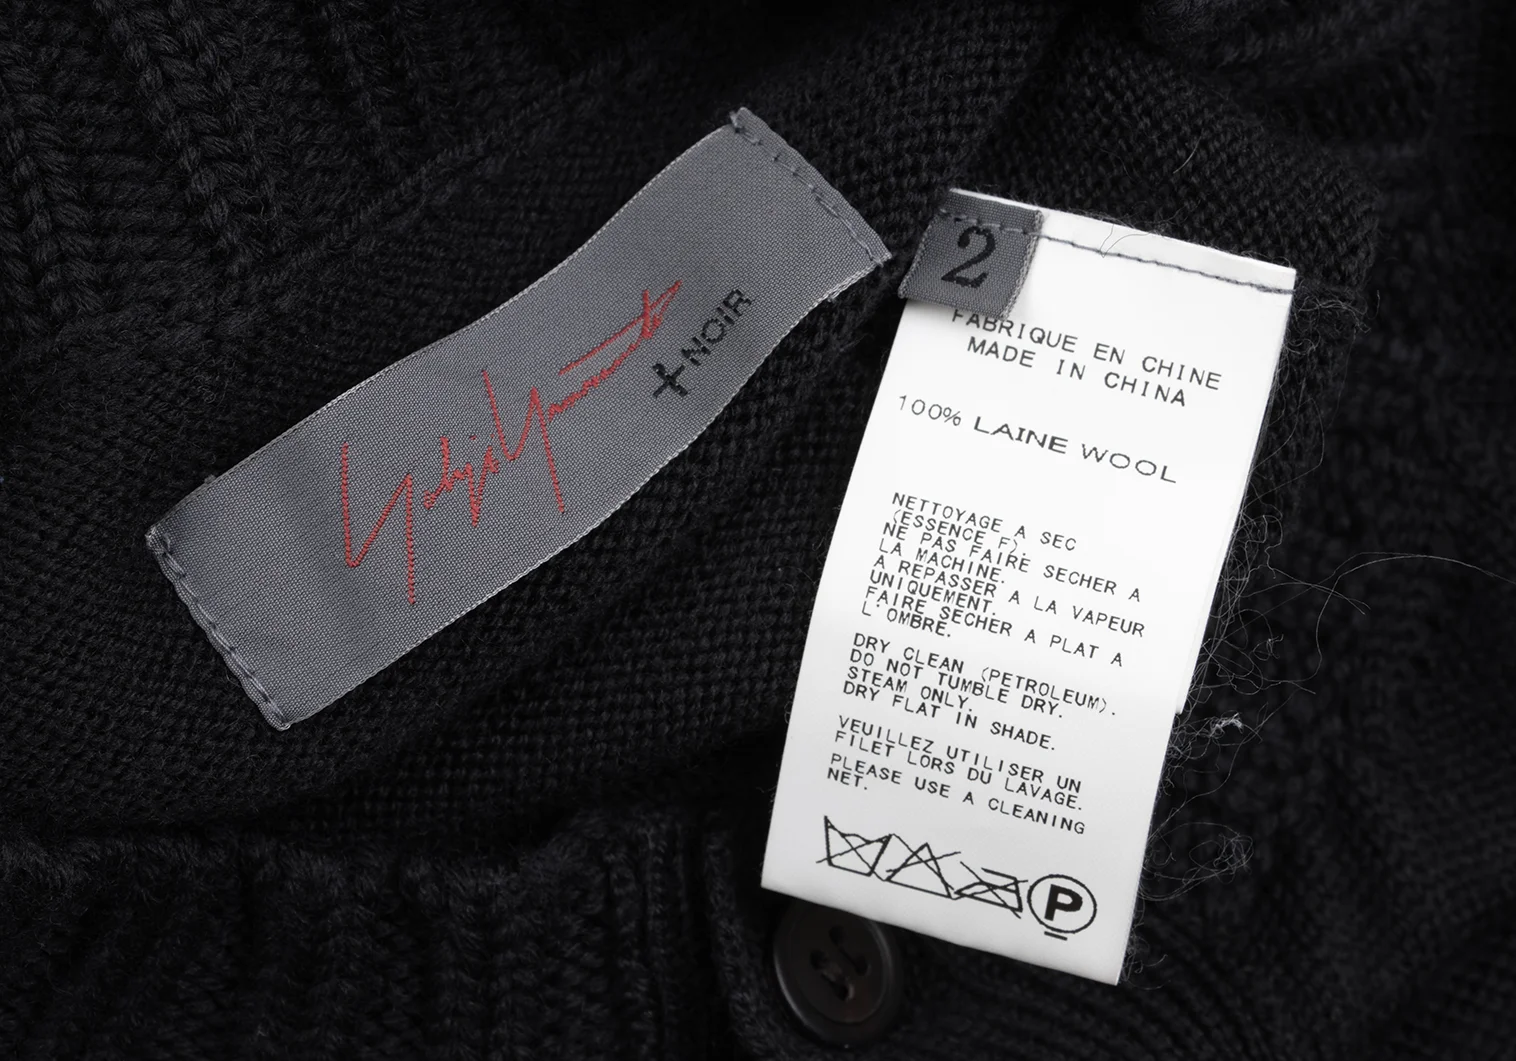 Yohji Yamamoto
+NOIR
2
FABRIQUE EN CHINE
MADE IN CHINA
100% LAINE WOOL
NETTOYAGE A SEC
(ESSENCE F).
NE PAS FAIRE SECHER A
LA MACHINE.
A REPASSER A LA VAPEUR
UNIQUEMENT.
FAIRE SECHER A PLAT A
L'OMBRE.
DRY CLEAN (PETROLEUM).
DO NOT TUMBLE DRY.
STEAM ONLY.
DRY FLAT IN SHADE.
VEUILLEZ UTILISER UN
FILET LORS DU LAVAGE.
PLEASE USE A CLEANING
NET.
P